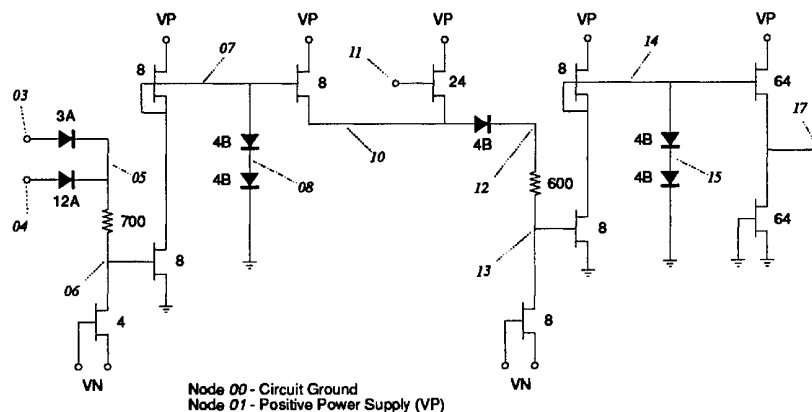 VP
VP
VP
VP
07
11
14
8
8
24
8
64
03
3A
17
4B
10
4B
4B
05
08
12
15
4B
600
4B
04
12A
700
13
8
64
06
8
4
8
VN
VN
Node 00 - Circuit Ground
Node 01 - Positive Power Supply (VP)